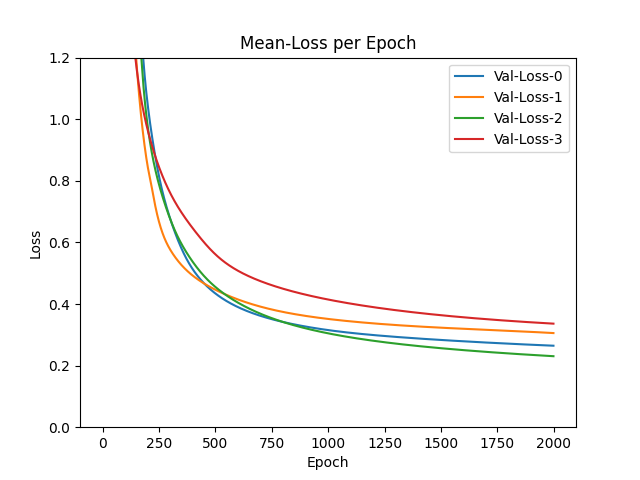 Mean-Loss per Epoch
Val-Loss-0
Val-Loss-1
Val-Loss-2
Val-Loss-3
1.2
1.0
0.8
0.6
0.4
0.2
0.0
Loss
0 250 500 750 1000 1250 1500 1750 2000
Epoch